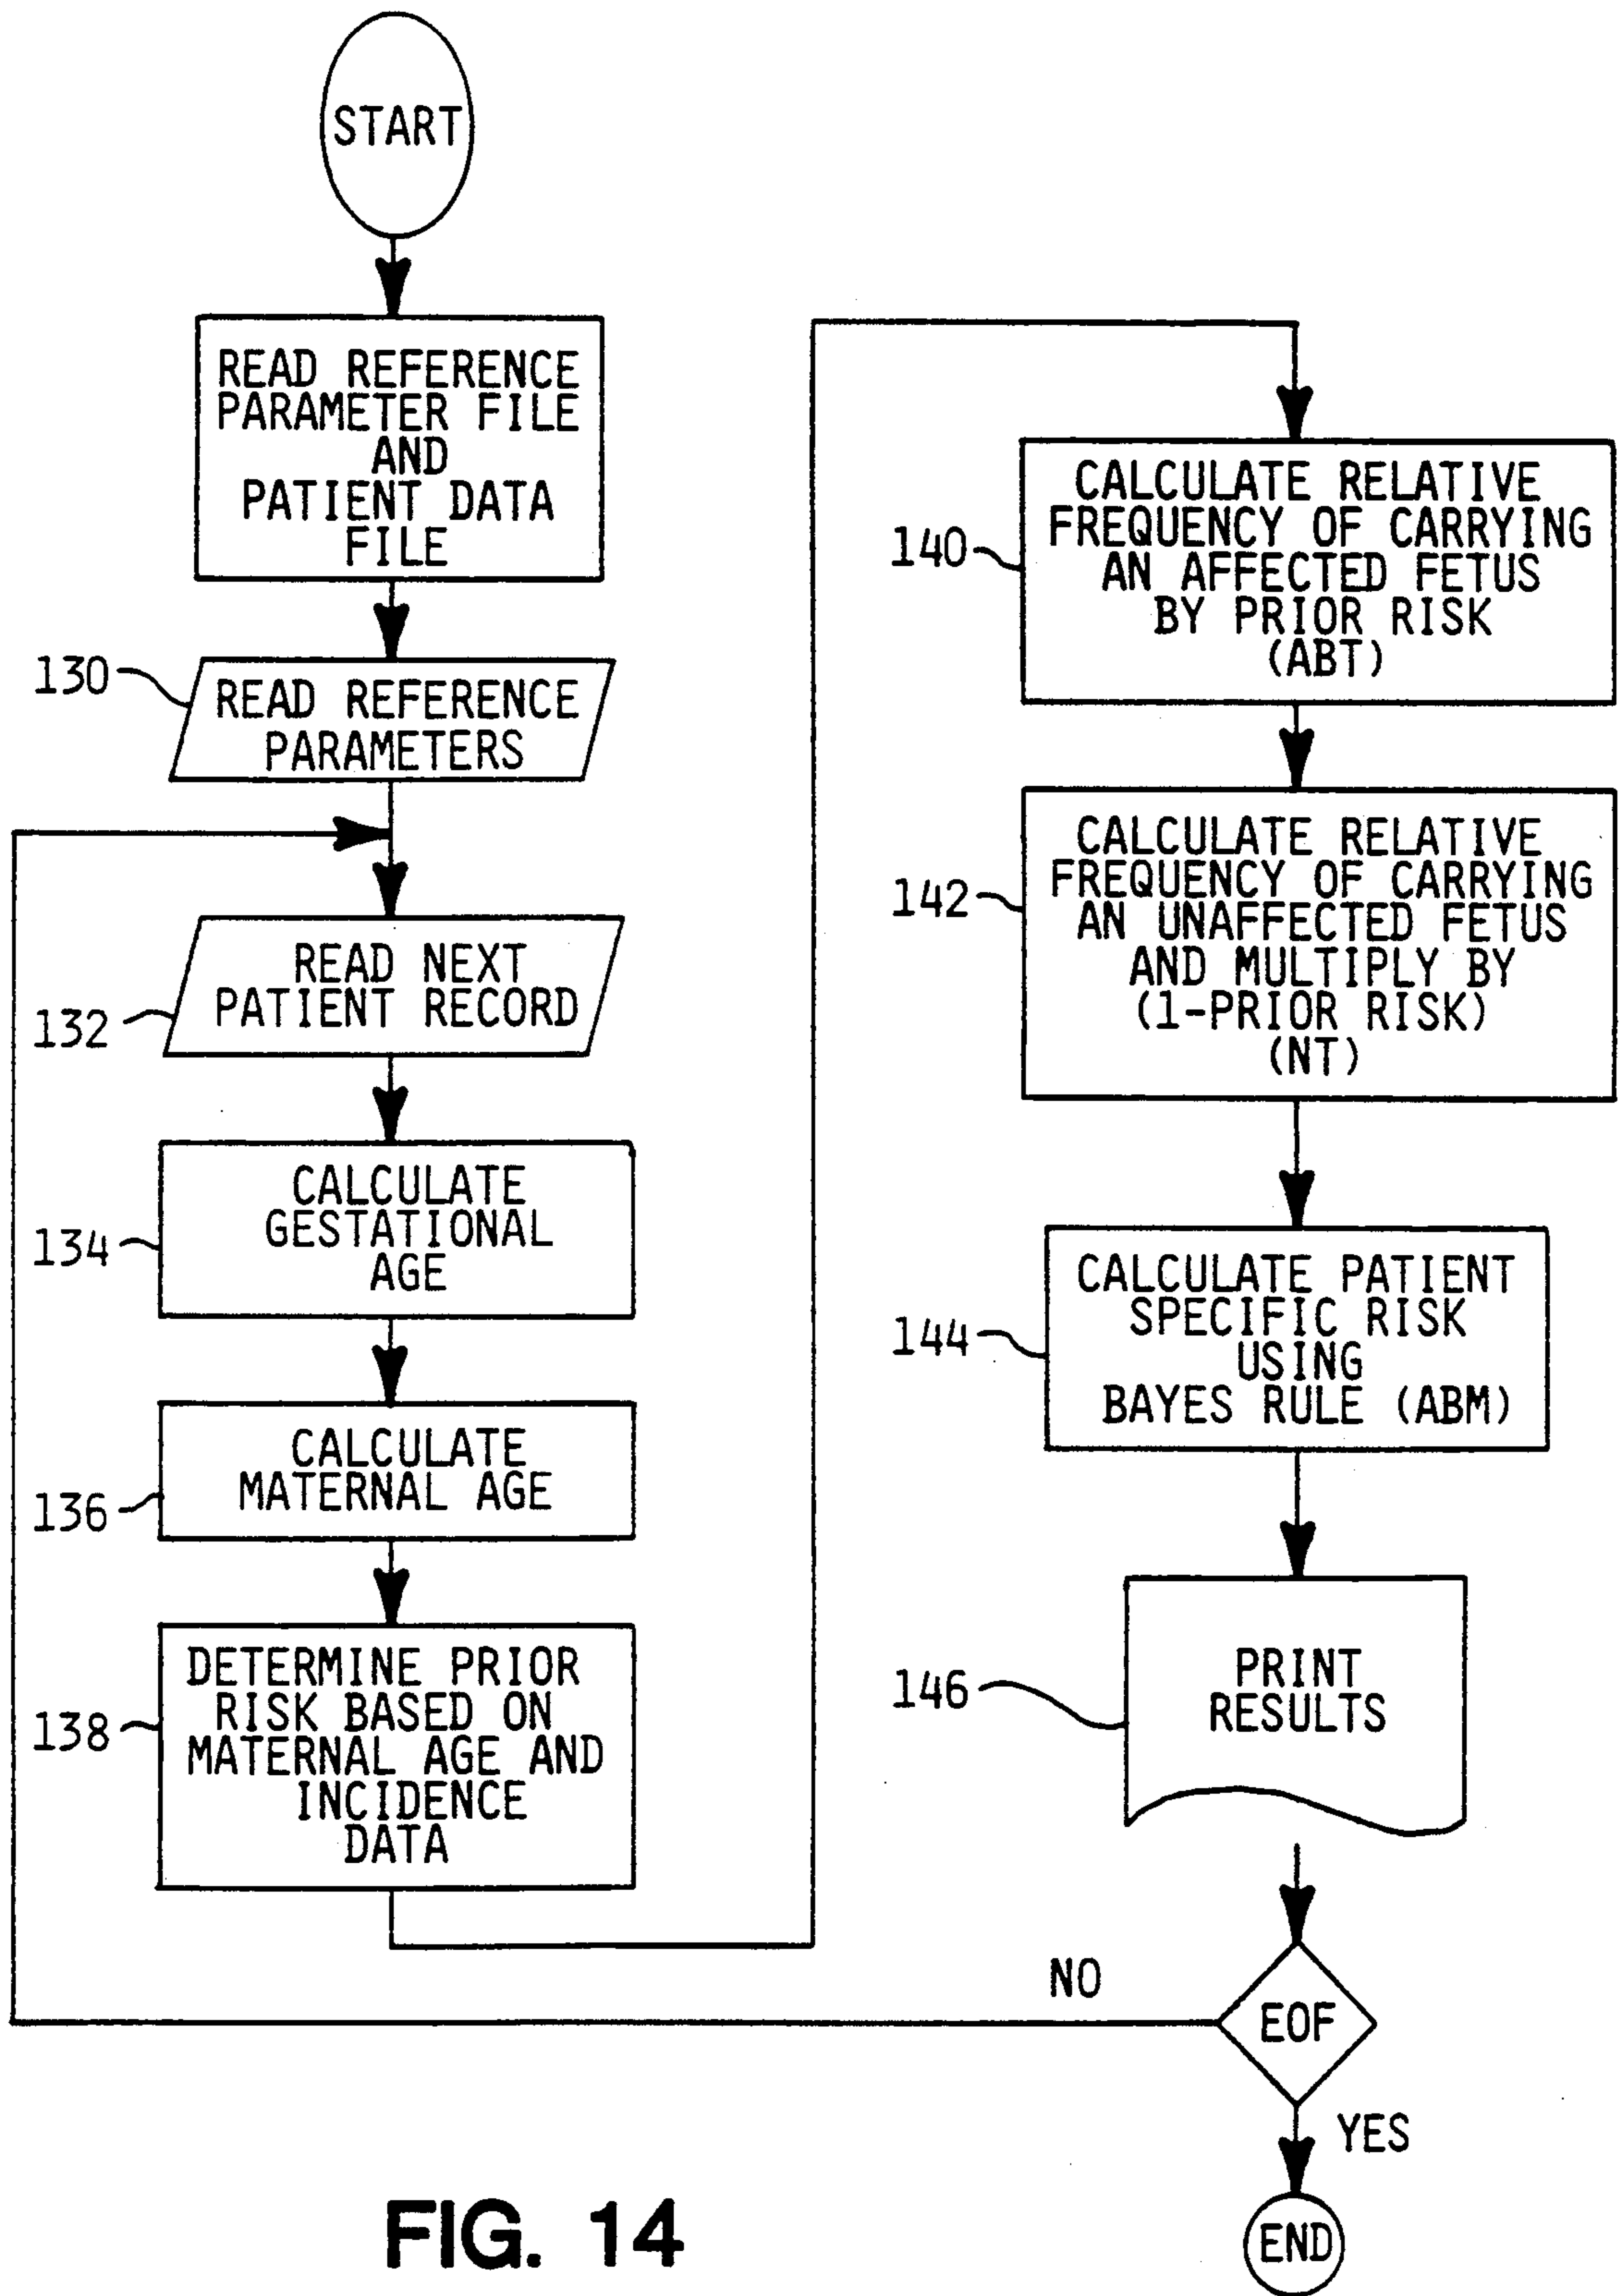 START
READ REFERENCE
PARAMETER FILE
AND
PATIENT DATA
FILE
130
READ REFERENCE
PARAMETERS
132
READ NEXT
PATIENT RECORD
134
CALCULATE
GESTATIONAL
AGE
136
CALCULATE
MATERNAL AGE
138
DETERMINE PRIOR
RISK BASED ON
MATERNAL AGE AND
INCIDENCE
DATA
140
CALCULATE RELATIVE
FREQUENCY OF CARRYING
AN AFFECTED FETUS
BY PRIOR RISK
(ABT)
142
CALCULATE RELATIVE
FREQUENCY OF CARRYING
AN UNAFFECTED FETUS
AND MULTIPLY BY
(1-PRIOR RISK)
(NT)
144
CALCULATE PATIENT
SPECIFIC RISK
USING
BAYES RULE (ABM)
146
PRINT
RESULTS
NO
EOF
YES
END
FIG. 14